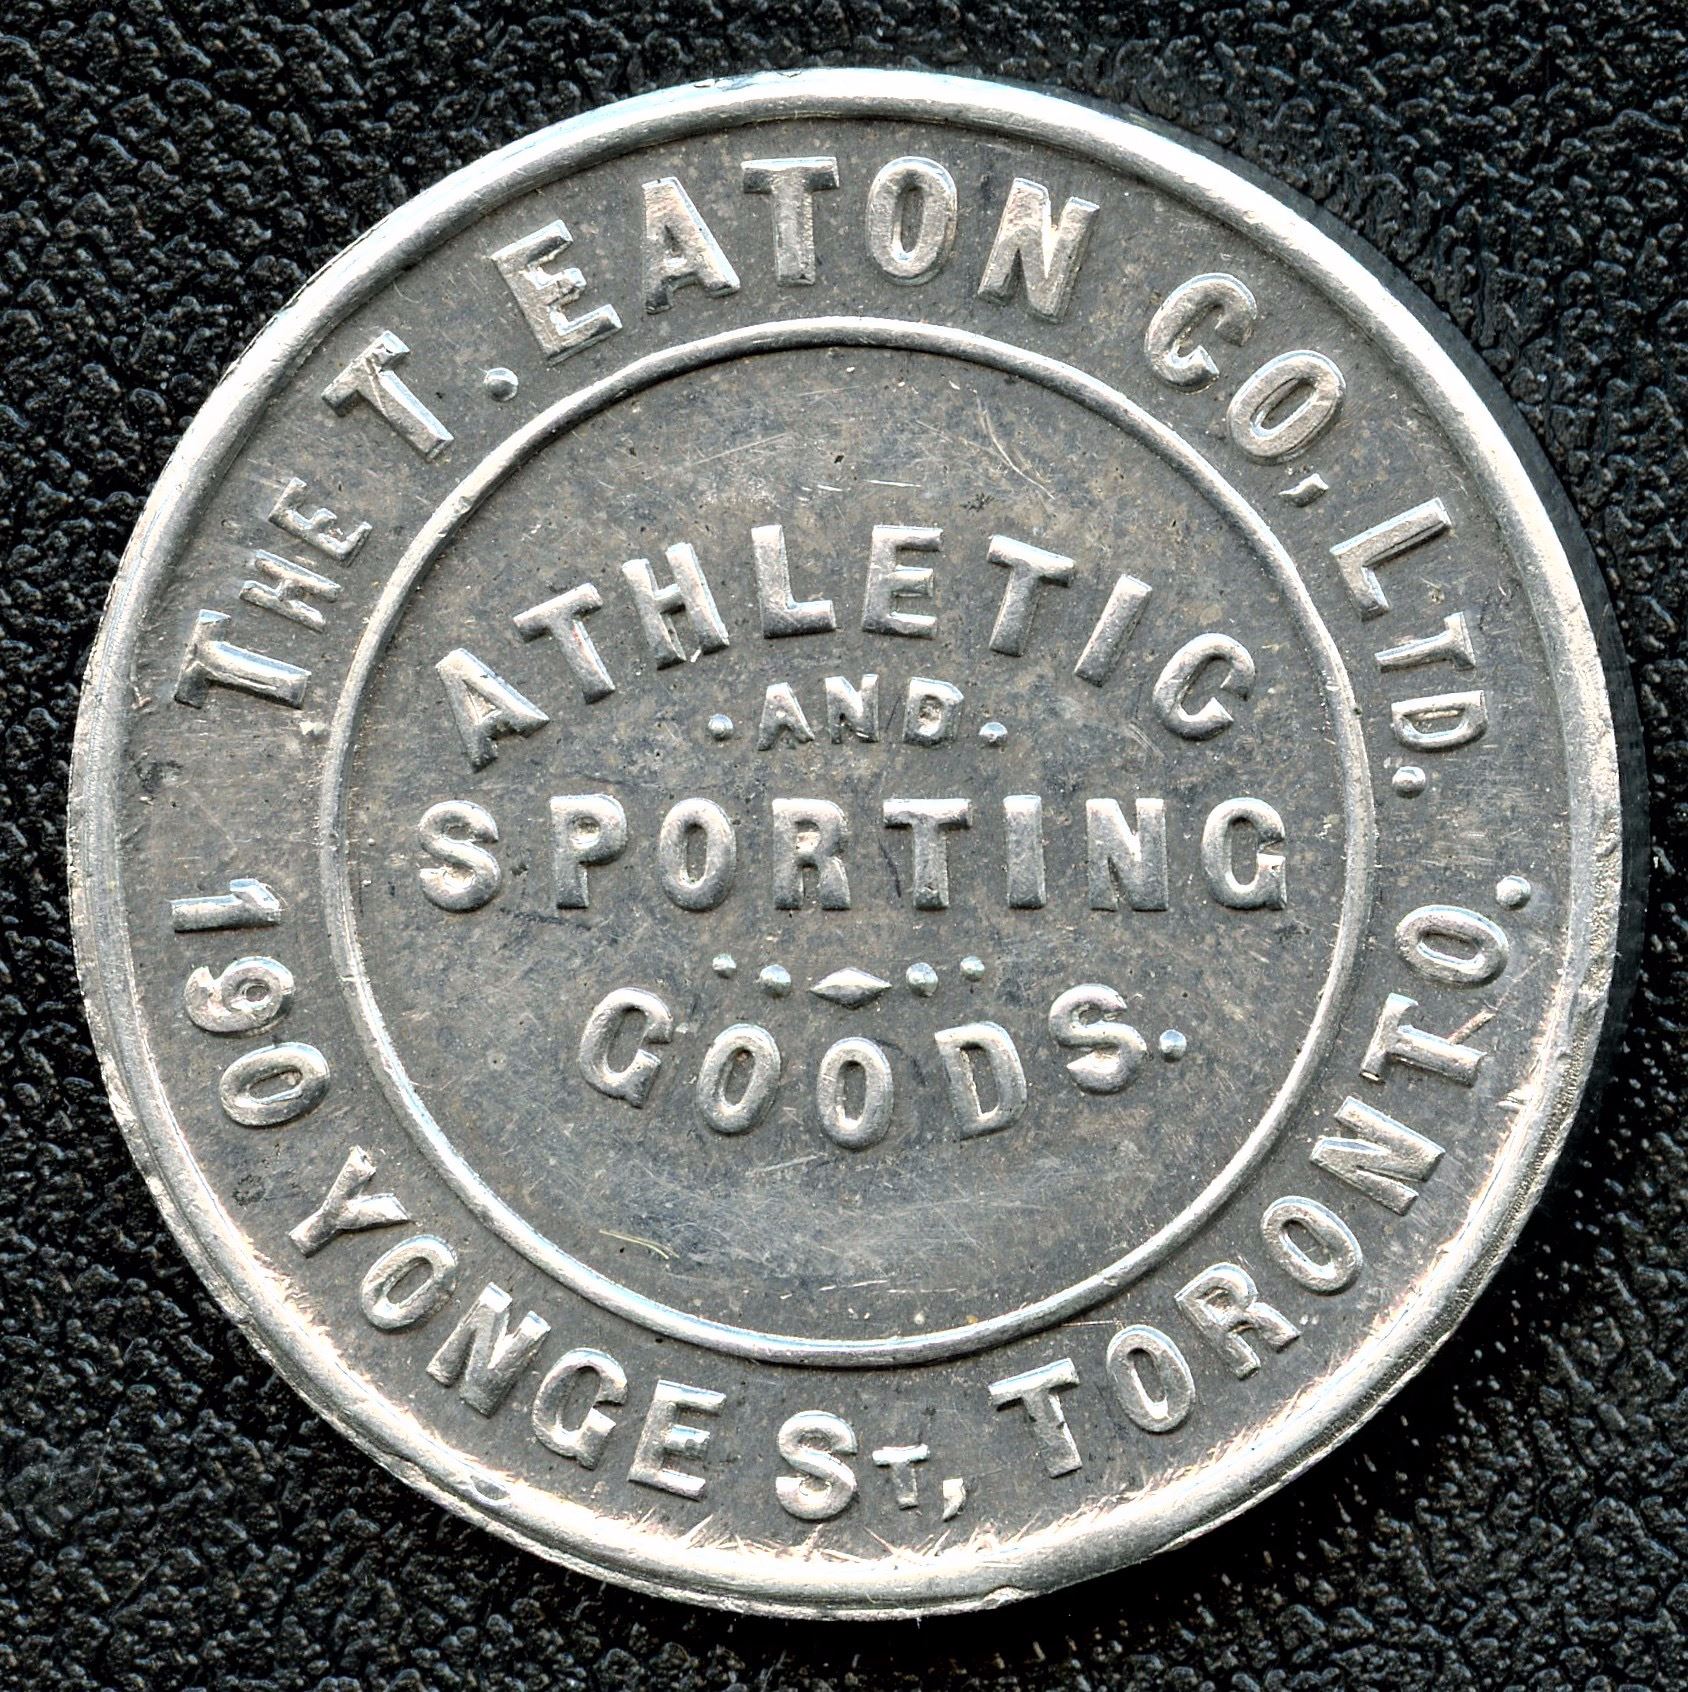 THE T. EATON CO, LTD.
190 YONGE ST, TORONTO.
ATHLETIC
·AND·
SPORTING
GOODS.